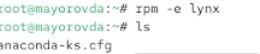 root@mayorovda:~# rpm -e lynx
root@mayorovda:~# ls
anaconda-ks.cfg